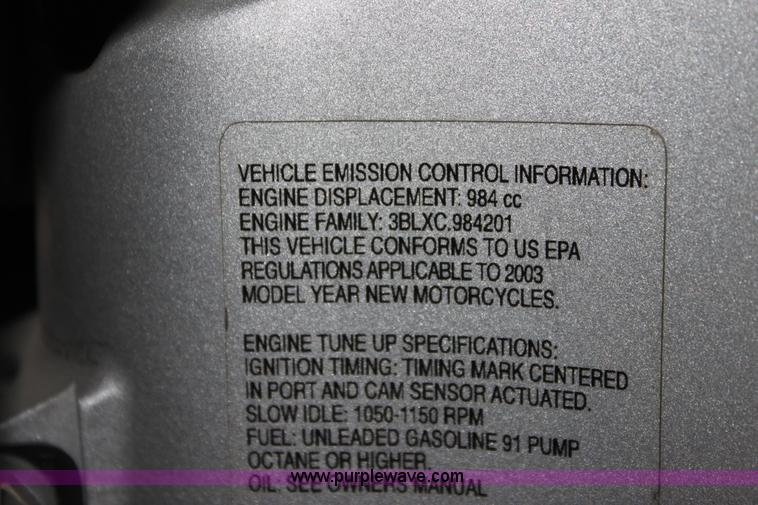 VEHICLE EMISSION CONTROL INFORMATION:
ENGINE DISPLACEMENT: 984 cc
ENGINE FAMILY: 3BLXC.984201
THIS VEHICLE CONFORMS TO US EPA
REGULATIONS APPLICABLE TO 2003
MODEL YEAR NEW MOTORCYCLES.
ENGINE TUNE UP SPECIFICATIONS:
IGNITION TIMING: TIMING MARK CENTERED
IN PORT AND CAM SENSOR ACTUATED.
SLOW IDLE: 1050-1150 RPM
FUEL: UNLEADED GASOLINE 91 PUMP
OCTANE OR HIGHER
www.purplewave.com
OIL: SEE OWNERS MANUAL